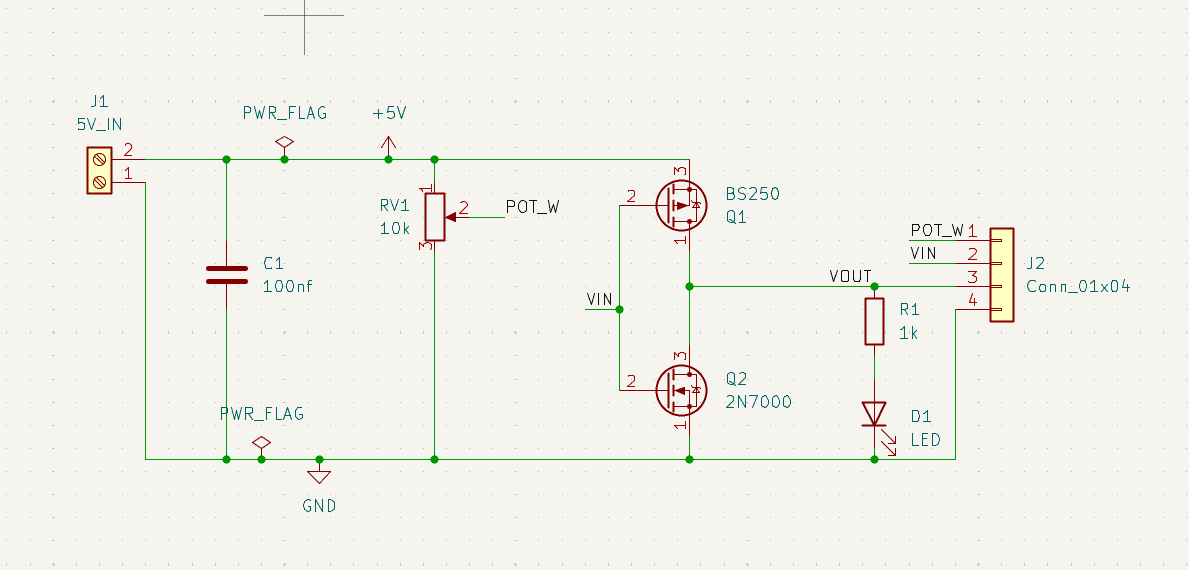 J1
5V_IN
2
1
PWR_FLAG
+5V
C1
100nf
PWR_FLAG
GND
RV1
10k
1
2
3
POT_W
VIN
2
3
1
BS250
Q1
2
3
1
Q2
2N7000
VOUT
R1
1k
D1
LED
POT_W 1
VIN 2
3
4
J2
Conn_01x04